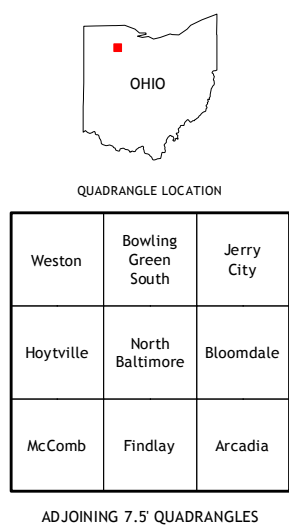 OHIO
QUADRANGLE LOCATION
Weston
Bowling
Green
South
Jerry
City
Hoytville
North
Baltimore
Bloomdale
McComb
Findlay
Arcadia
ADJOINING 7.5' QUADRANGLES